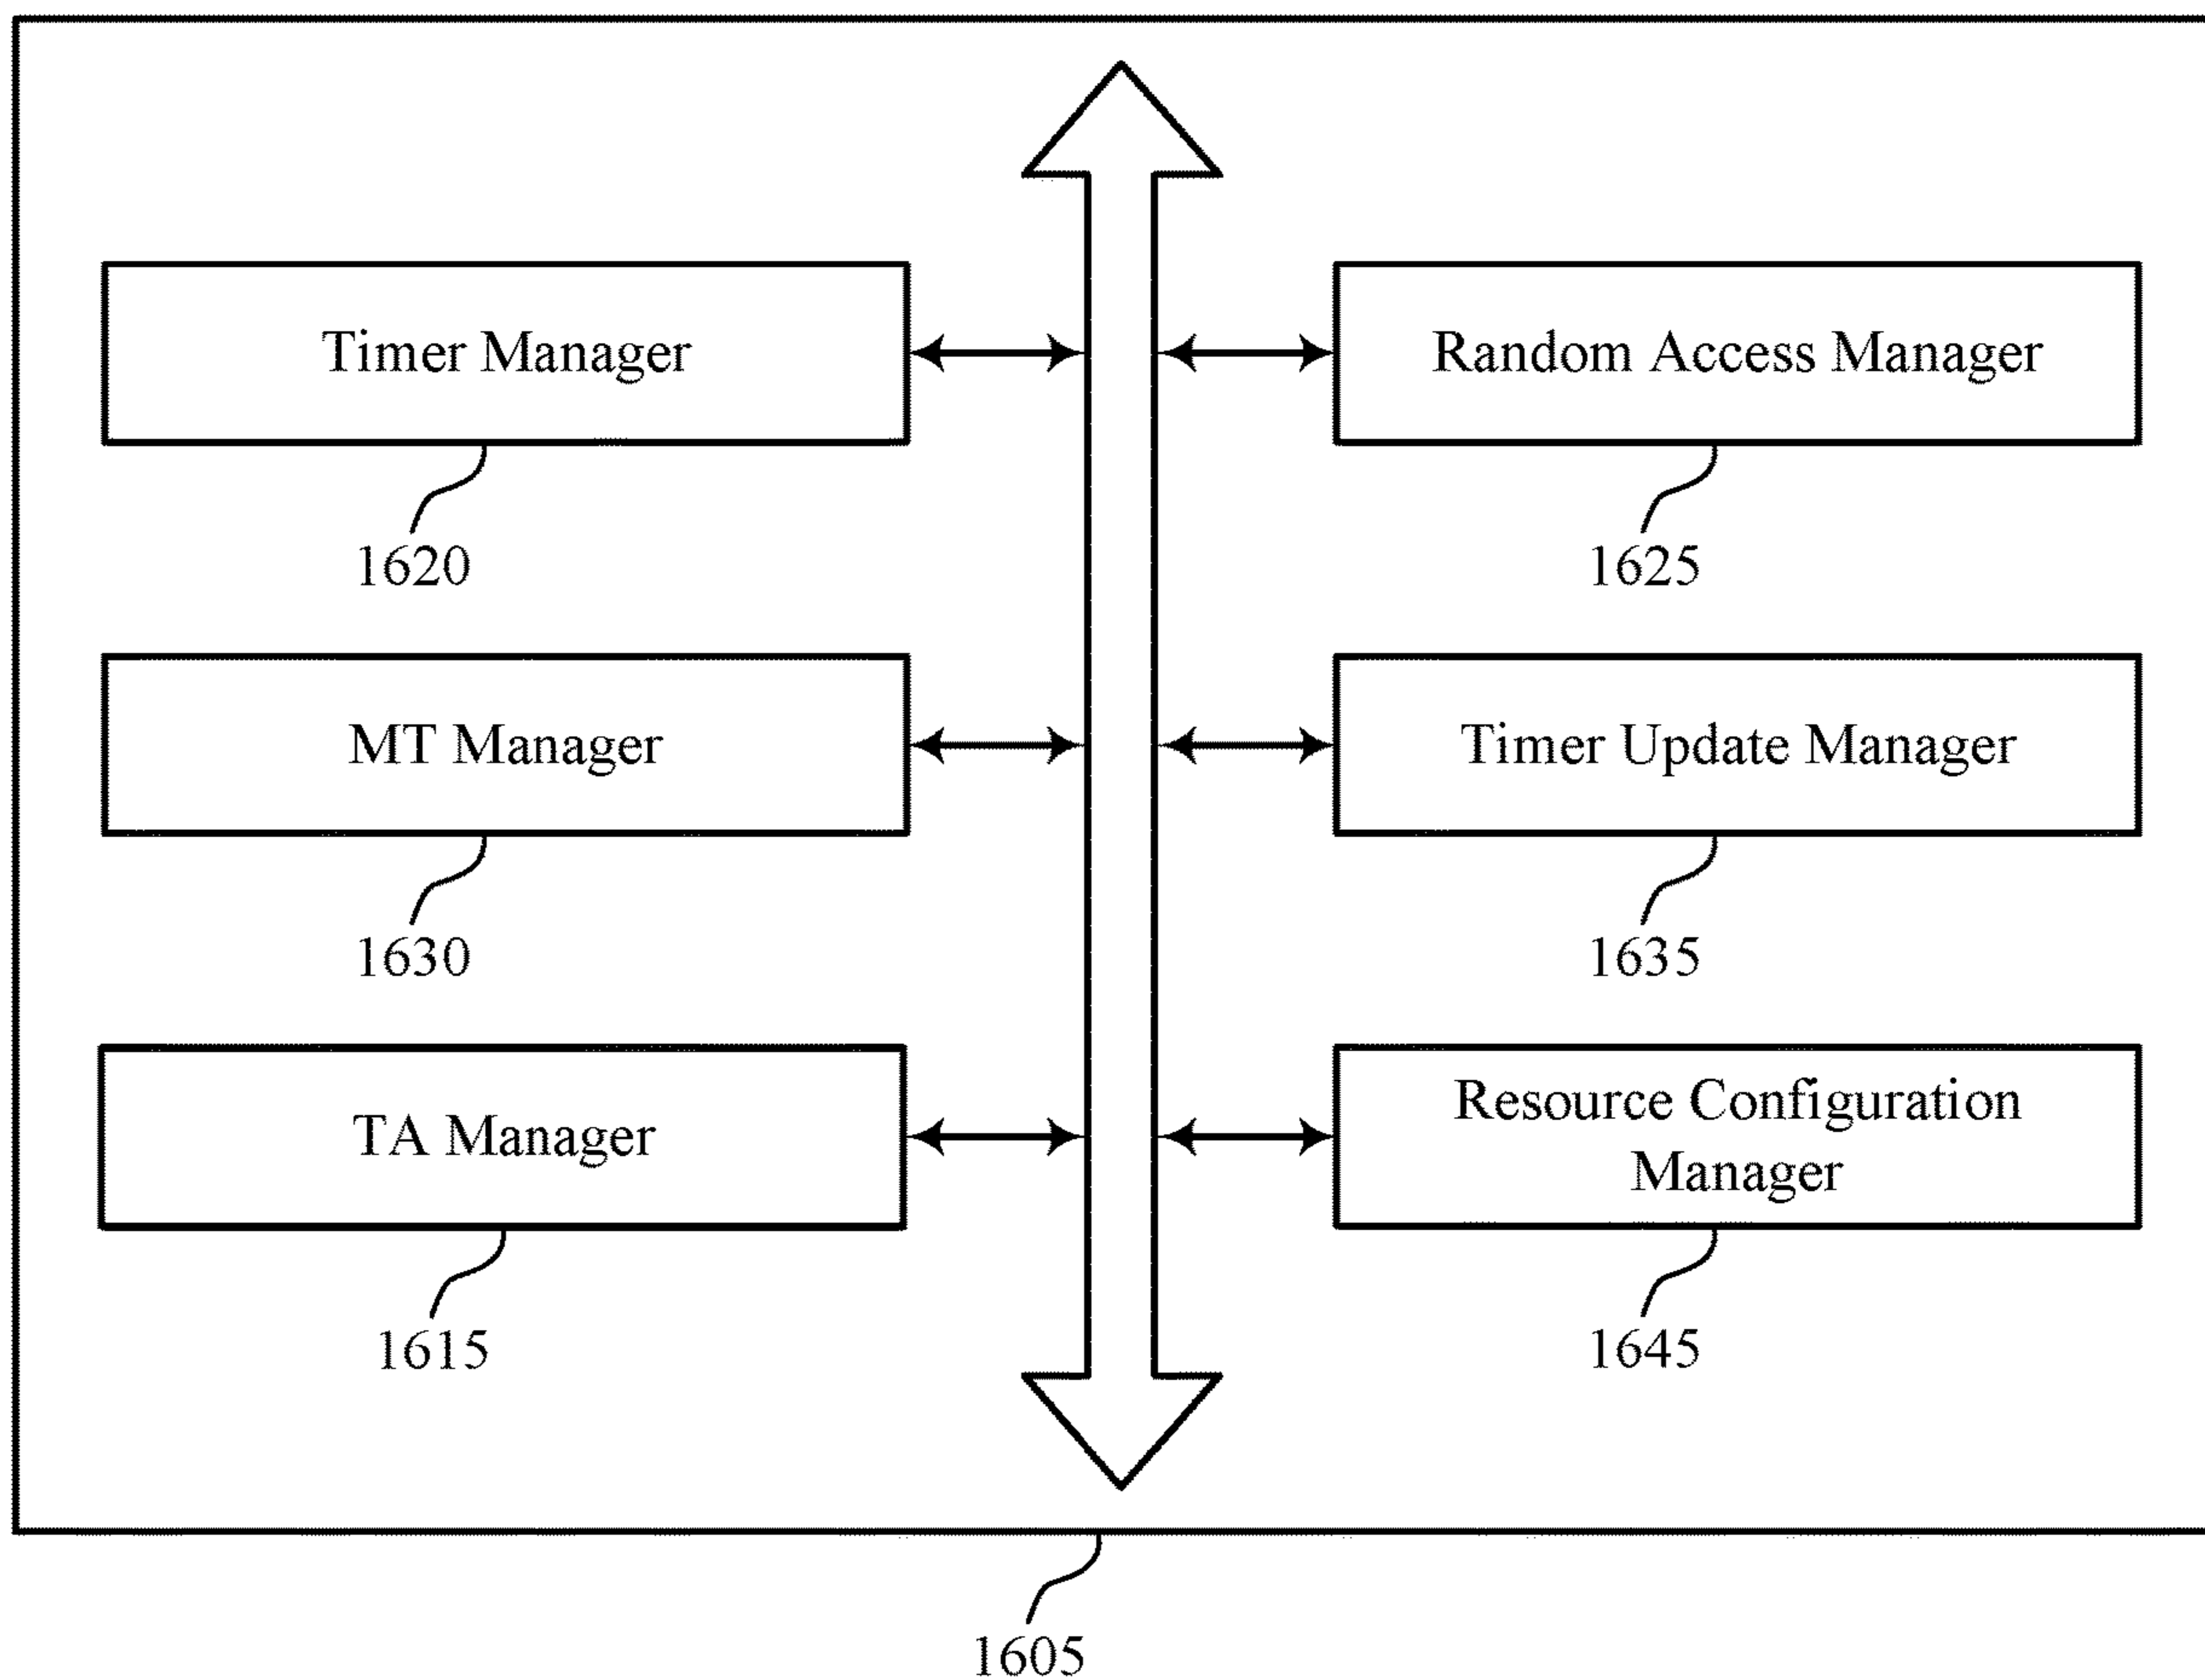 Timer Manager
Random Access Manager
1620
1625
MT Manager
Timer Update Manager
1630
1635
TA Manager
Resource Configuration
Manager
1615
1645
1605